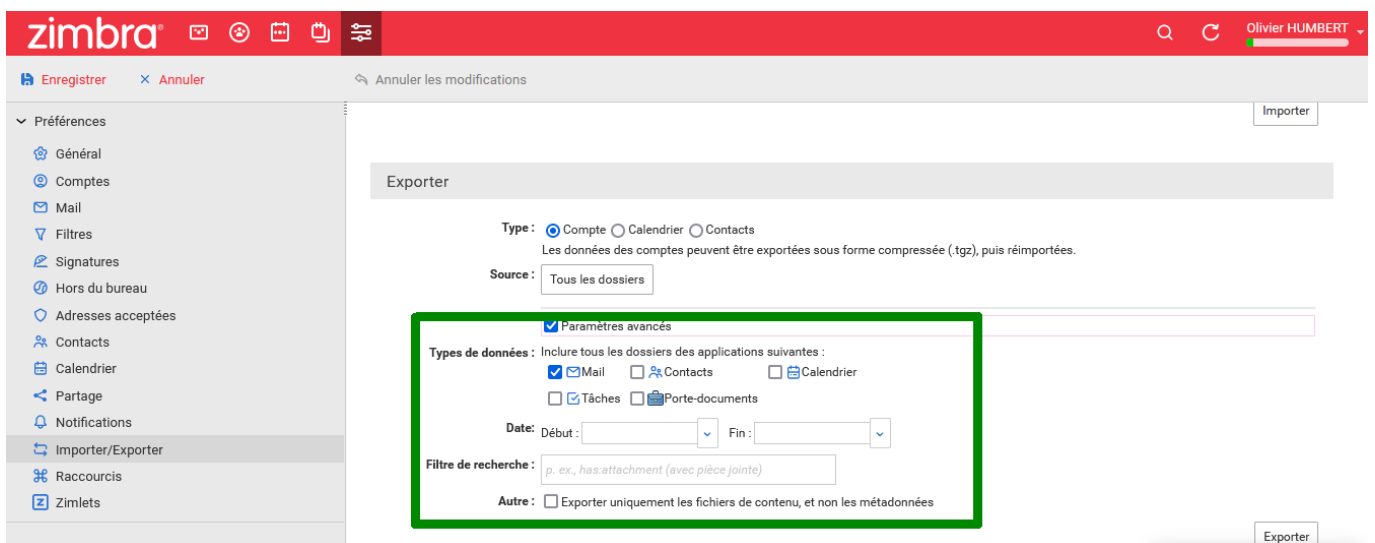 zimbra
Olivier HUMBERT
Enregistrer
Annuler
Annuler les modifications
Préférences
Importer
Général
Comptes
Mail
Filtres
Signatures
Hors du bureau
Adresses acceptées
Contacts
Calendrier
Partage
Notifications
Importer/Exporter
Raccourcis
Zimlets
Exporter
Type : Compte Calendrier Contacts
Les données des comptes peuvent être exportées sous forme compressée (.tgz), puis réimportées.
Source : Tous les dossiers
Paramètres avancés
Types de données : Inclure tous les dossiers des applications suivantes :
Mail Contacts Calendrier
Tâches Porte-documents
Date: Début : Fin :
Filtre de recherche : p. ex., has:attachment (avec pièce jointe)
Autre : Exporter uniquement les fichiers de contenu, et non les métadonnées
Exporter